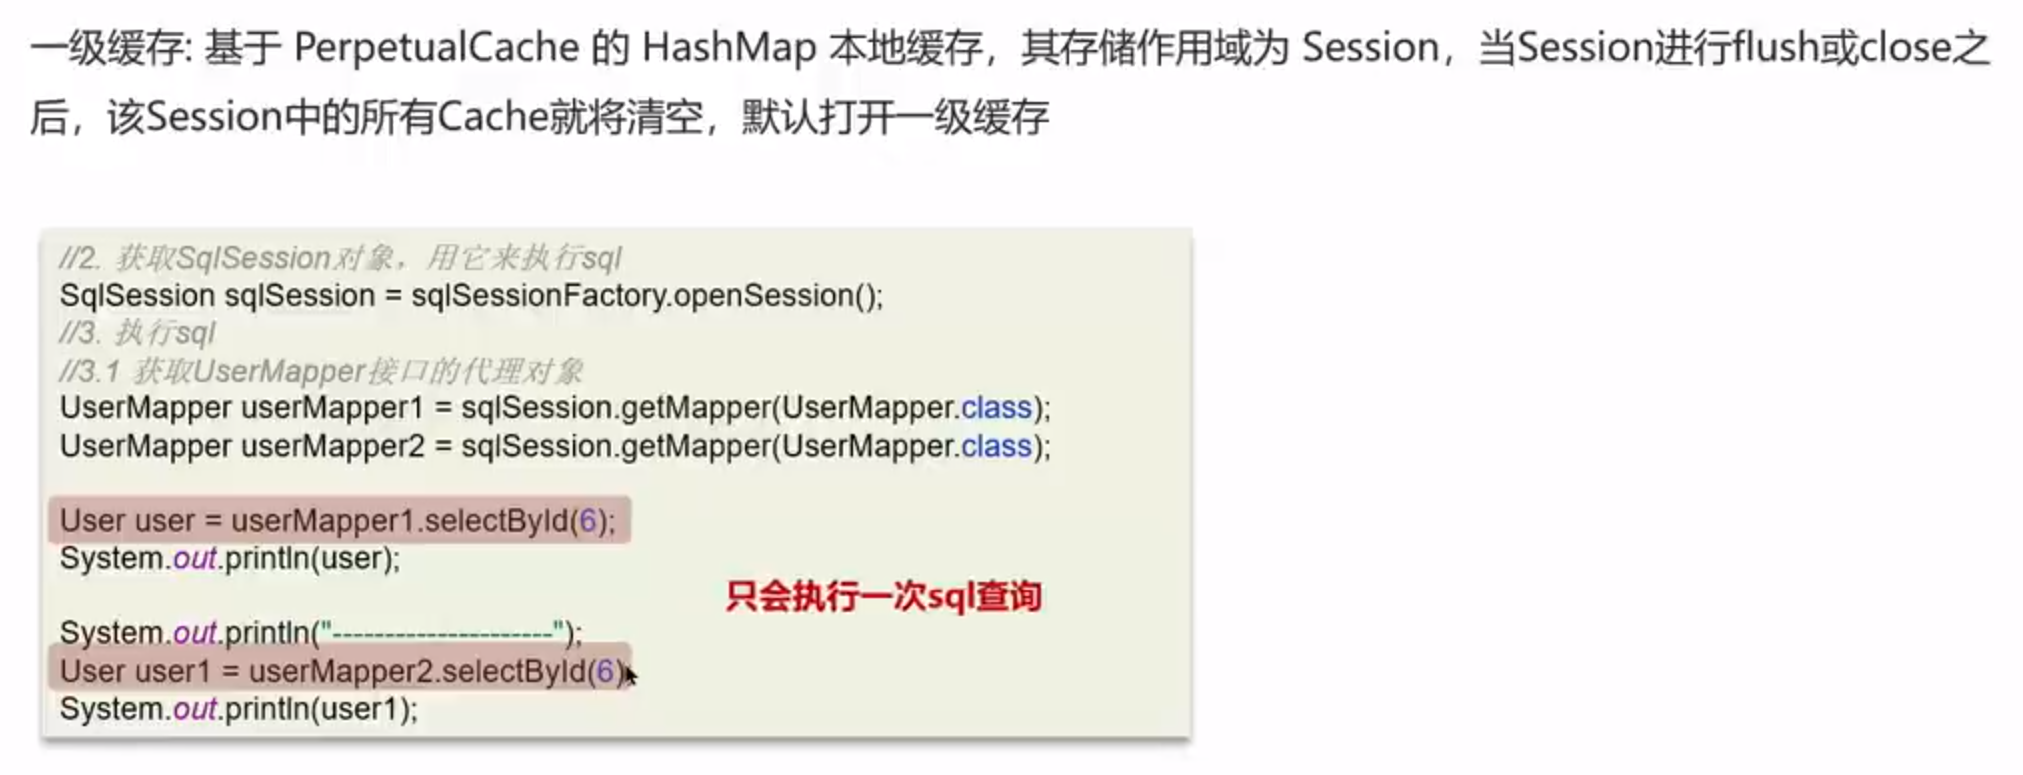 一级缓存: 基于 PerpetualCache 的 HashMap 本地缓存，其存储作用域为 Session，当Session进行flush或close之
后，该Session中的所有Cache就将清空，默认打开一级缓存
//2. 获取SqlSession对象，用它来执行sql
SqlSession sqlSession = sqlSessionFactory.openSession();
//3. 执行sql
//3.1 获取UserMapper接口的代理对象
UserMapper userMapper1 = sqlSession.getMapper(UserMapper.class);
UserMapper userMapper2 = sqlSession.getMapper(UserMapper.class);
User user = userMapper1.selectById(6);
System.out.println(user);
只会执行一次sql查询
System.out.println("---------------------");
User user1 = userMapper2.selectById(6)
System.out.println(user1);